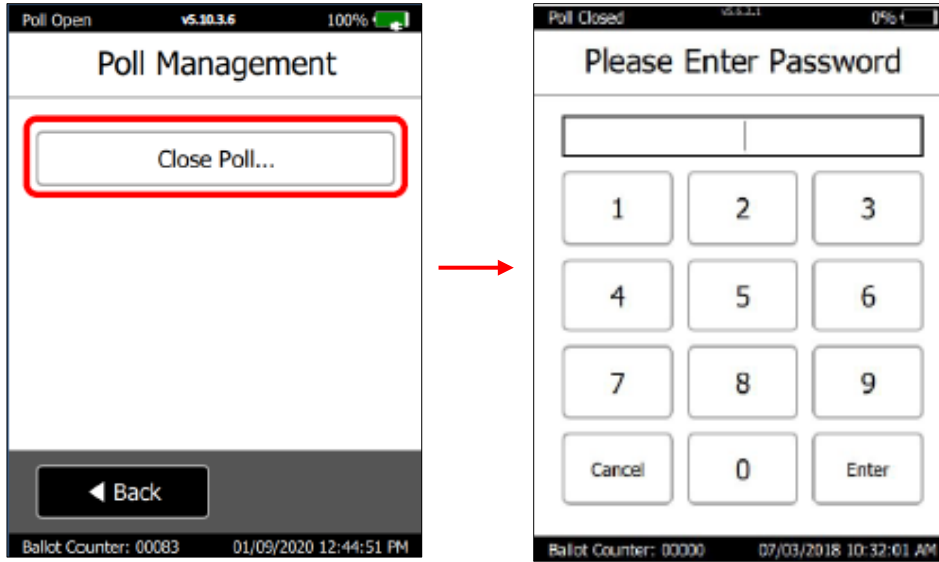 Poll Open v5.10.3.6 100%
Poll Management
Close Poll...
Back
Ballot Counter: 00083 01/09/2020 12:44:51 PM
Poll Closed 0%
Please Enter Password
1 2 3
4 5 6
7 8 9
Cancel 0 Enter
Ballot Counter: 00000 07/03/2018 10:32:01 AM